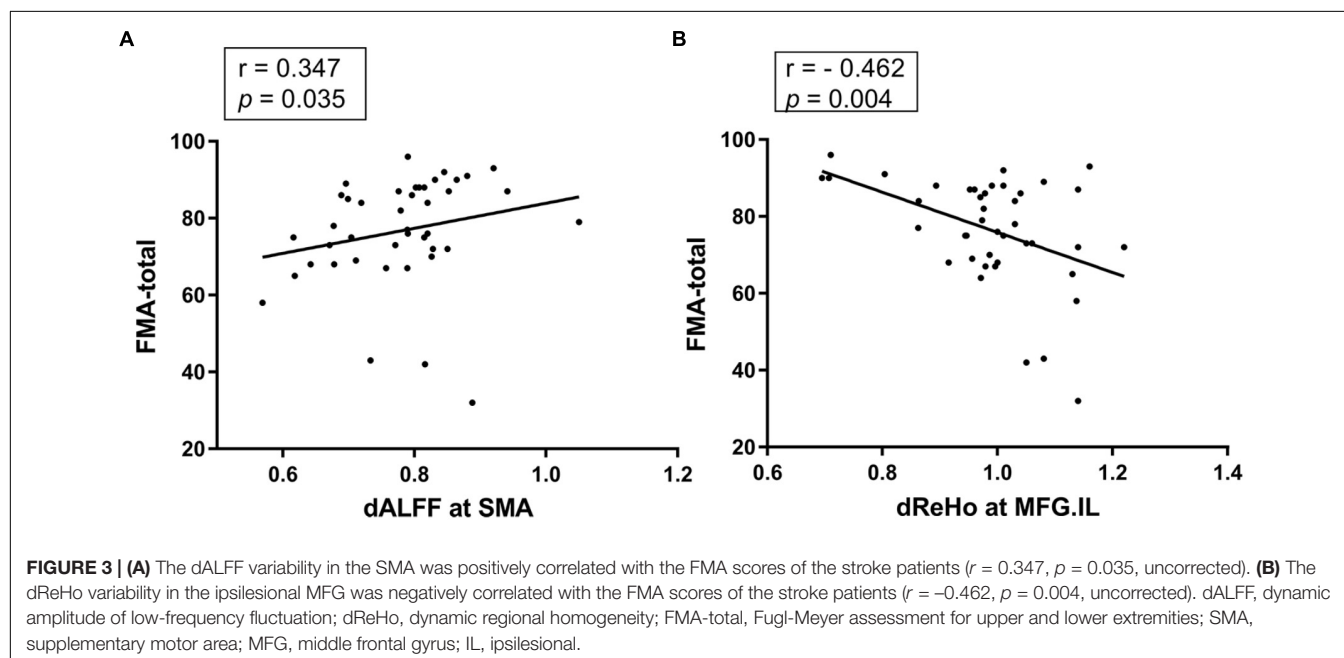 A
r = 0.347
p = 0.035
100
80
60
40
20
FMA-total
0.6
0.8
1.0
1.2
dALFF at SMA
B
r = - 0.462
p = 0.004
100
80
60
40
20
FMA-total
0.6
0.8
1.0
1.2
1.4
dReHo at MFG.IL
FIGURE 3 | (A) The dALFF variability in the SMA was positively correlated with the FMA scores of the stroke patients (r = 0.347, p = 0.035, uncorrected). (B) The
dReHo variability in the ipsilesional MFG was negatively correlated with the FMA scores of the stroke patients (r = –0.462, p = 0.004, uncorrected). dALFF, dynamic
amplitude of low-frequency fluctuation; dReHo, dynamic regional homogeneity; FMA-total, Fugl-Meyer assessment for upper and lower extremities; SMA,
supplementary motor area; MFG, middle frontal gyrus; IL, ipsilesional.